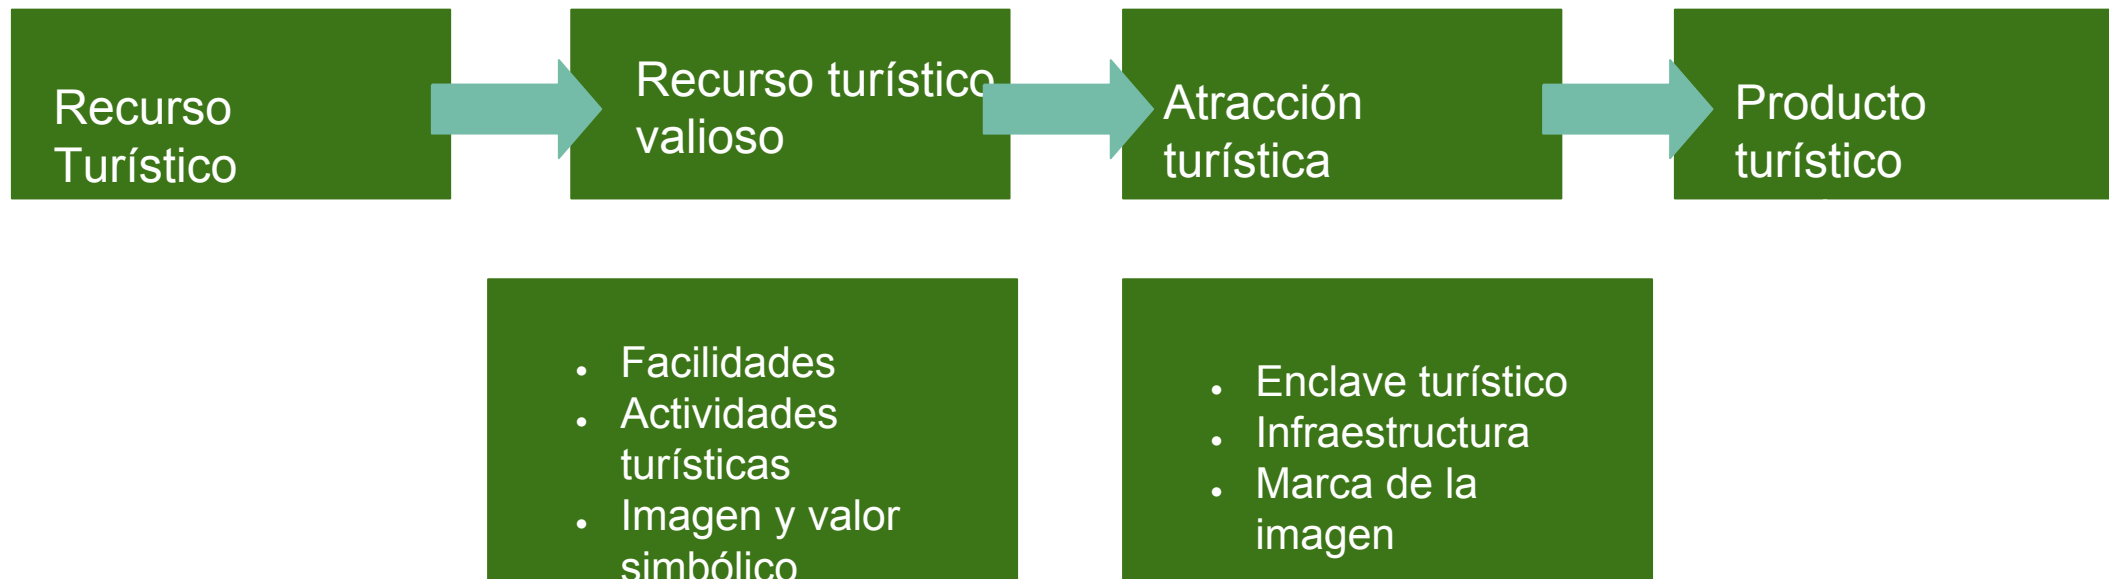 Recurso
Turístico
Recurso turístico
valioso
Atracción
turística
Producto
turístico
• Facilidades
• Actividades
turísticas
• Imagen y valor
simbólico
• Enclave turístico
• Infraestructura
• Marca de la
imagen